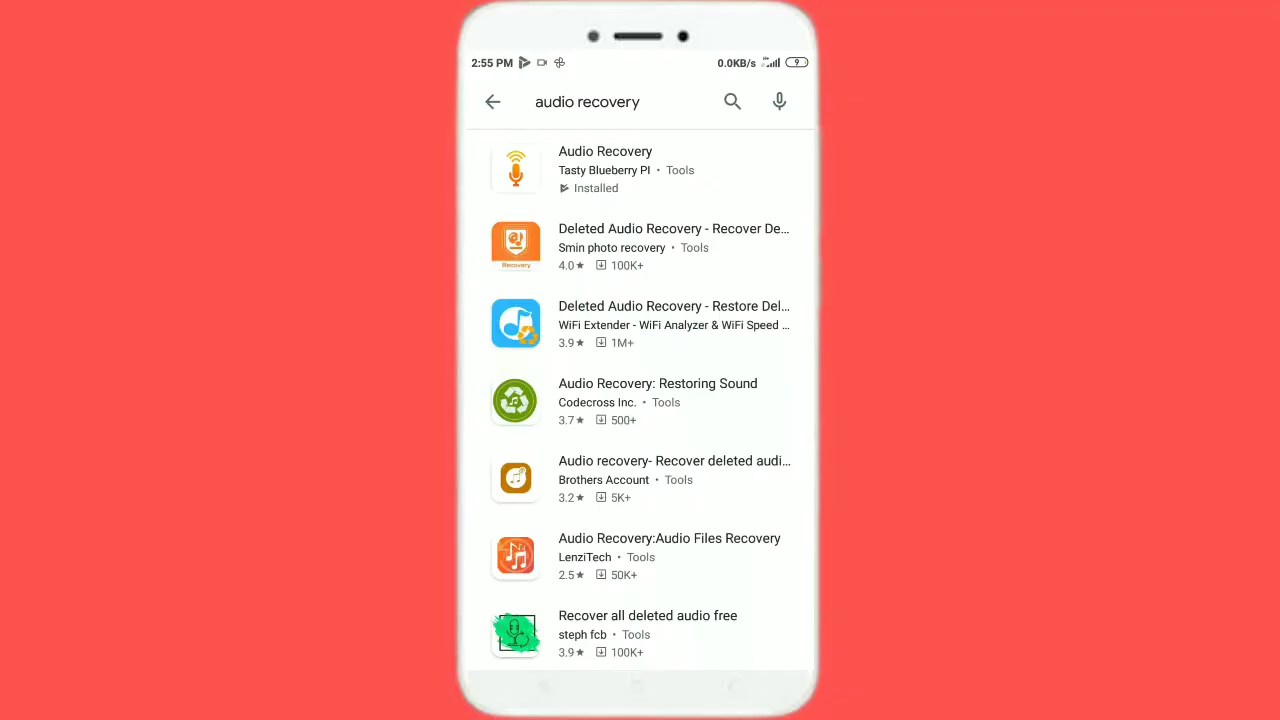 2:55 PM 0.0KB/s 9
audio recovery
Audio Recovery
Tasty Blueberry PI • Tools
Installed
Deleted Audio Recovery - Recover De...
Smin photo recovery • Tools
4.0★ 100K+
Recovery
Deleted Audio Recovery - Restore Del...
WiFi Extender - WiFi Analyzer & WiFi Speed ...
3.9★ 1M+
Audio Recovery: Restoring Sound
Codecross Inc. • Tools
3.7★ 500+
Audio recovery- Recover deleted audi...
Brothers Account • Tools
3.2★ 5K+
Audio Recovery:Audio Files Recovery
LenziTech • Tools
2.5★ 50K+
Recover all deleted audio free
steph fcb • Tools
3.9★ 100K+